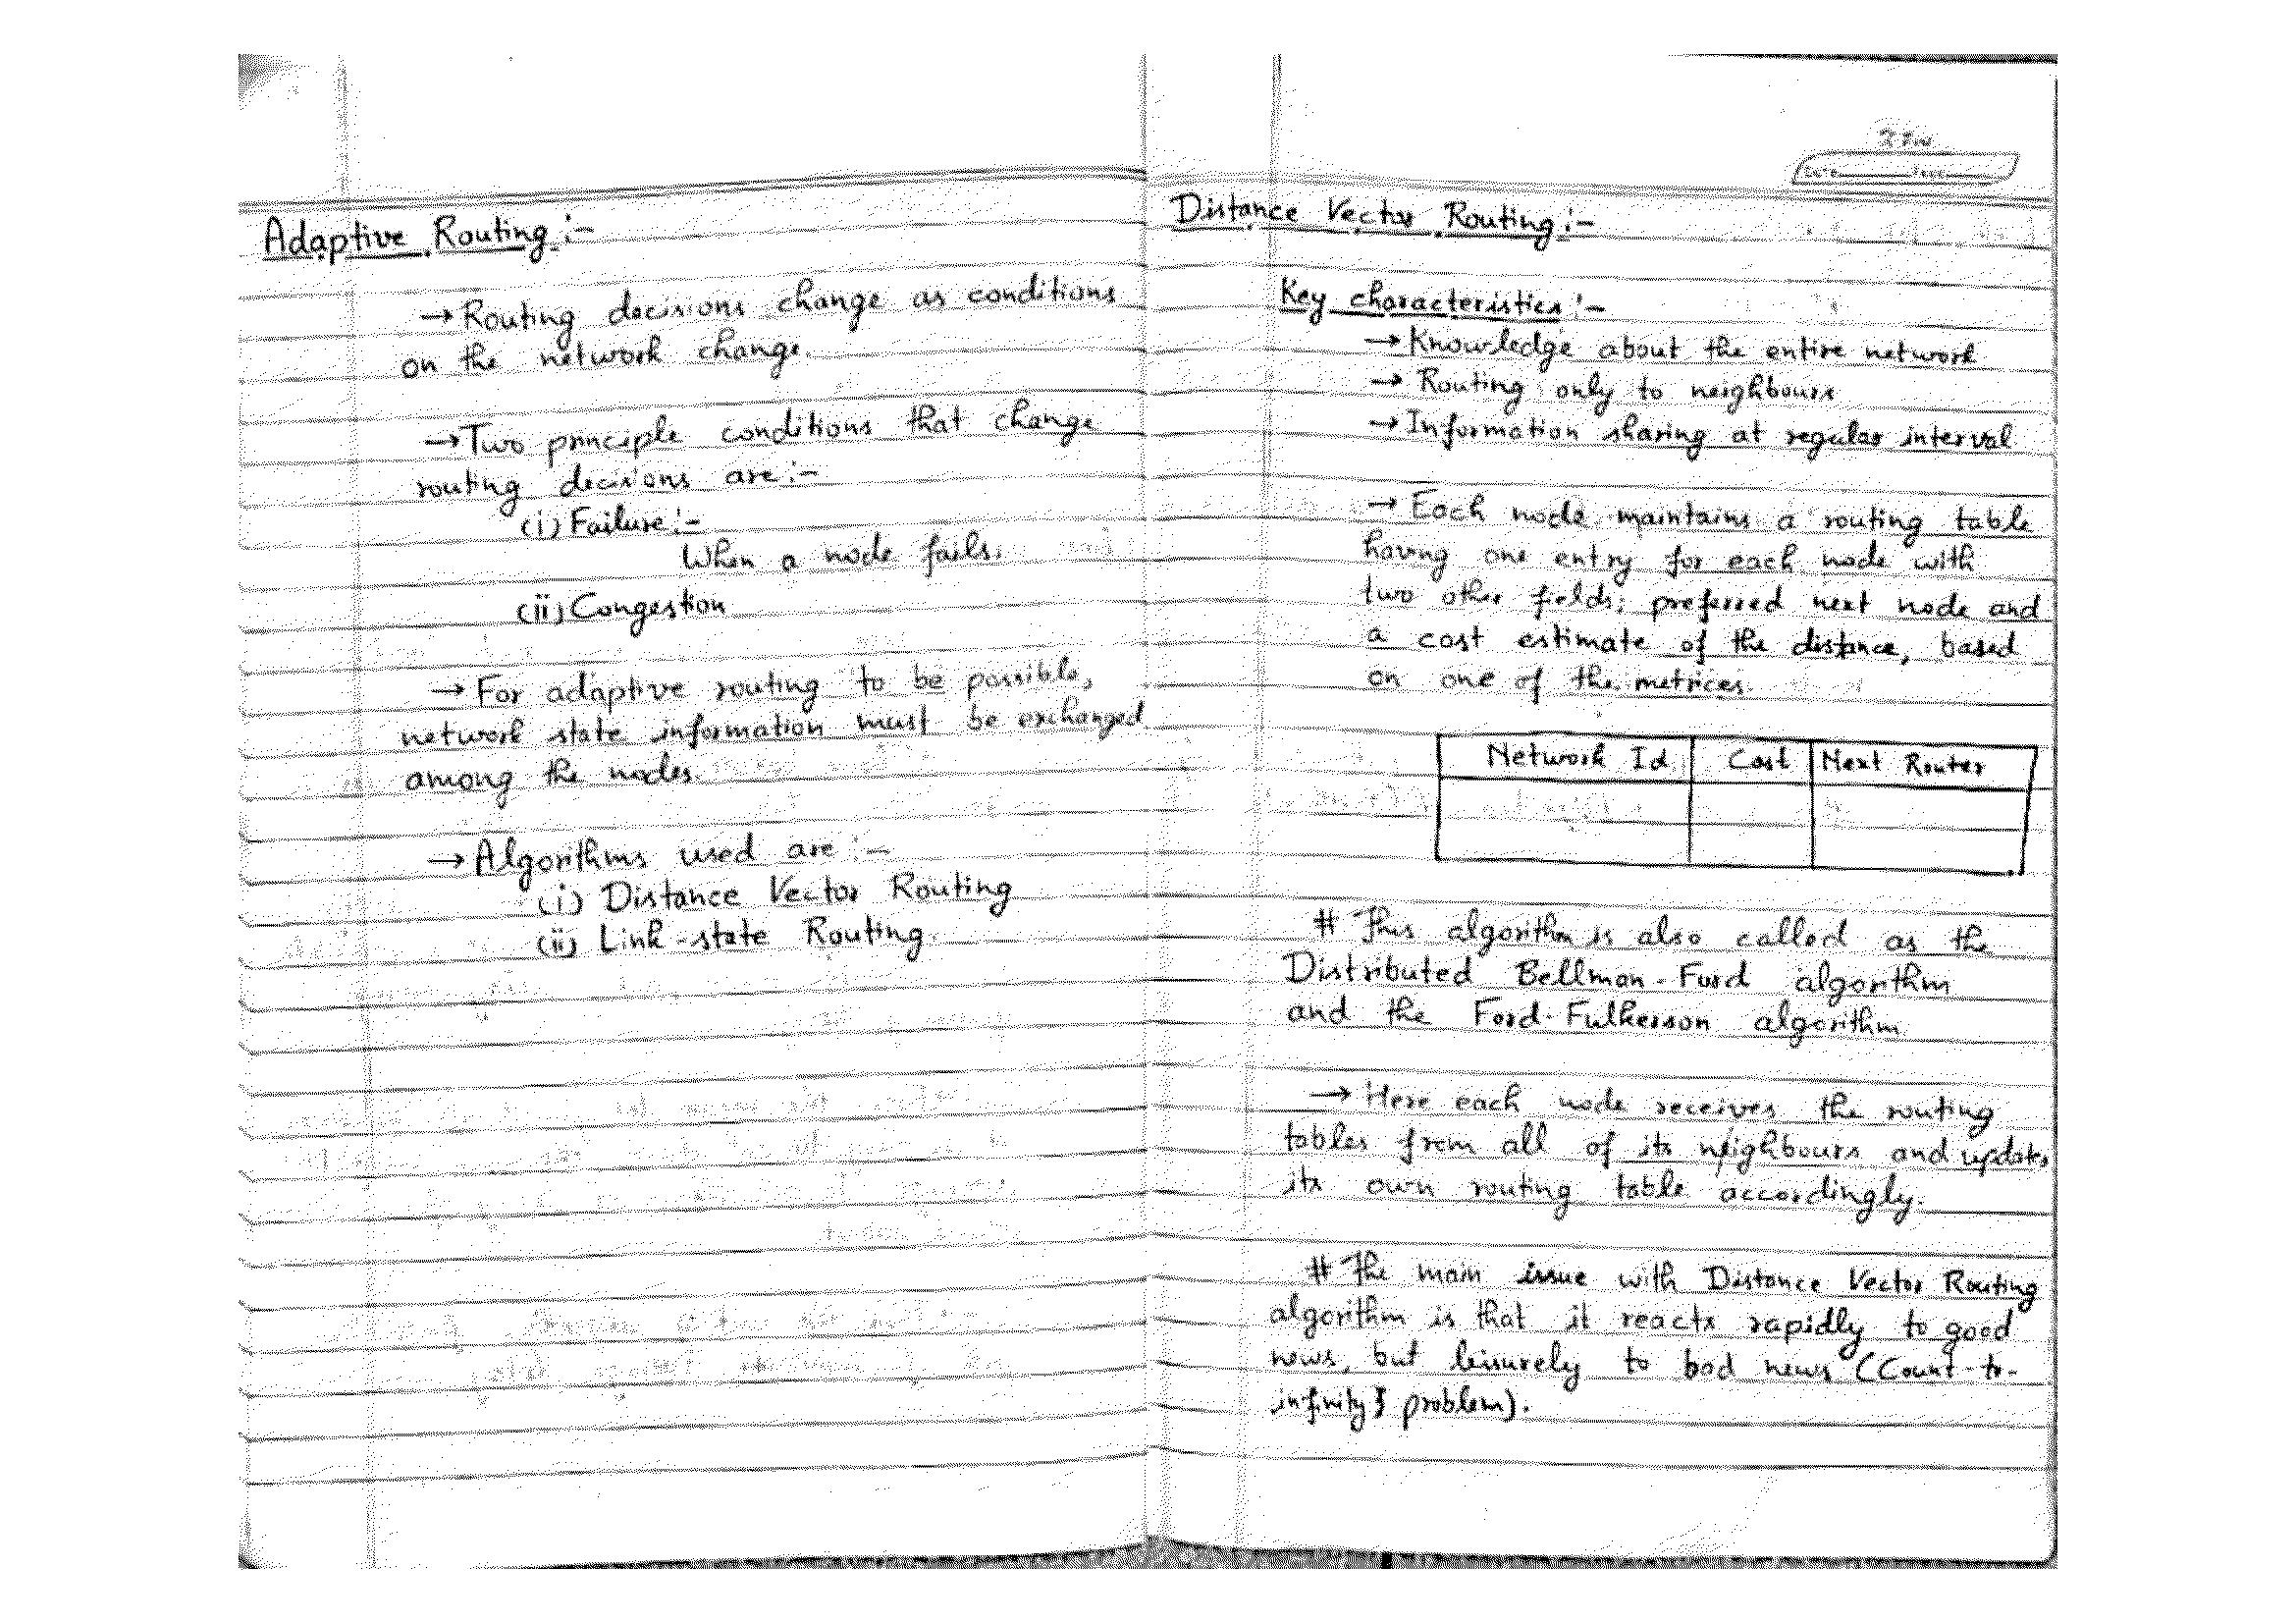 Adaptive Routing :-
→ Routing decisions change as conditions
on the network change.
→ Two principle conditions that change
routing decisions are :-
(i) Failure :-
When a node fails.
(ii) Congestion
→ For adaptive routing to be possible,
network state information must be exchanged
among the nodes.
→ Algorithms used are :-
(i) Distance Vector Routing
(ii) Link-state Routing.
Date Page
Distance Vector Routing :-
Key characteristics :-
→ Knowledge about the entire network
→ Routing only to neighbours
→ Information sharing at regular interval
→ Each node maintains a routing table
having one entry for each node with
two other fields; preferred next node and
a cost estimate of the distance, based
on one of the metrices.
Network Id Cost Next Router
# This algorithm is also called as the
Distributed Bellman-Ford algorithm
and the Ford-Fulkerson algorithm.
→ Here each node receives the routing
tables from all of its neighbours and updates
its own routing table accordingly.
# The main issue with Distance Vector Routing
algorithm is that it reacts rapidly to good
news, but leisurely to bad news (Count-to-
infinity problem).